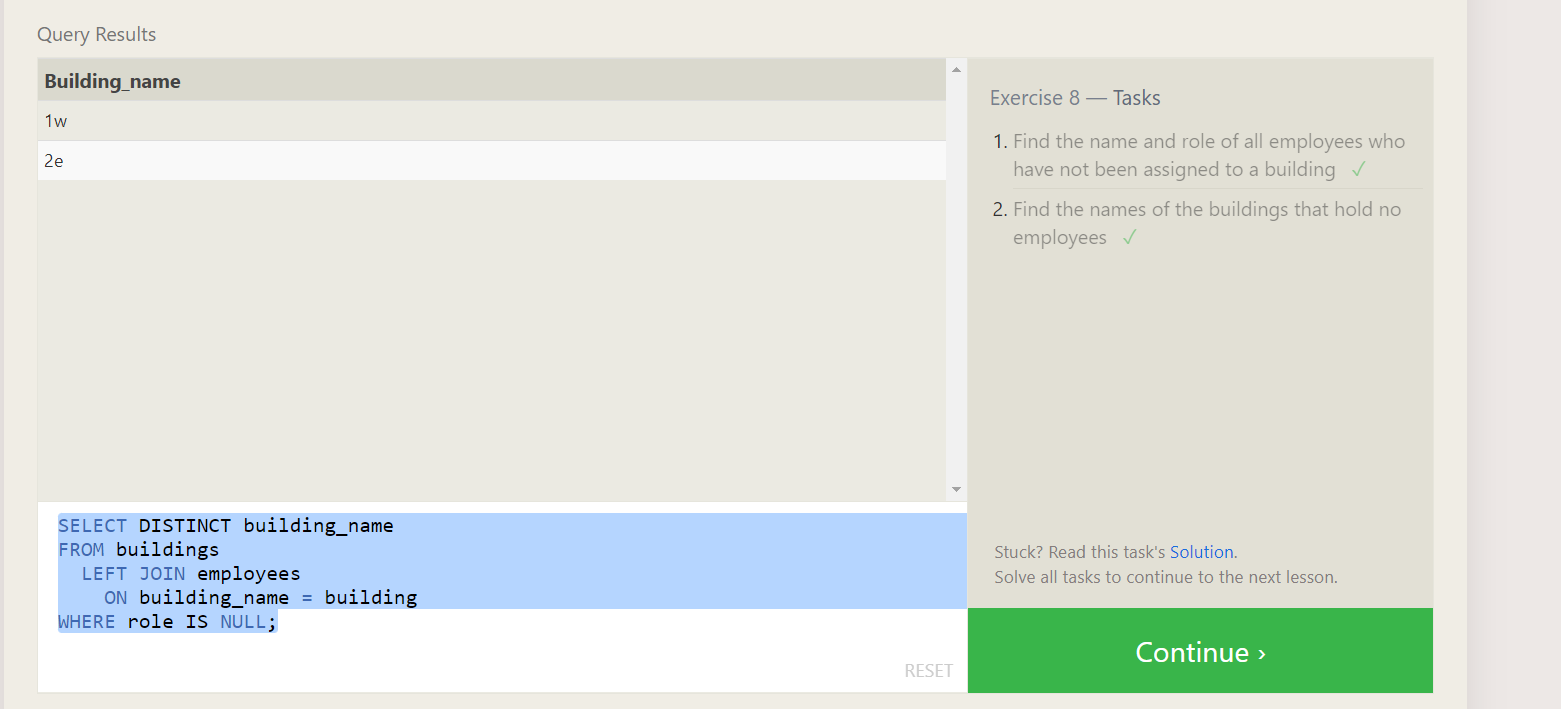 Query Results
Building_name
1w
2e
Exercise 8 — Tasks
1. Find the name and role of all employees who
have not been assigned to a building ✓
2. Find the names of the buildings that hold no
employees ✓
SELECT DISTINCT building_name
FROM buildings
  LEFT JOIN employees
    ON building_name = building
WHERE role IS NULL;
RESET
Stuck? Read this task's Solution.
Solve all tasks to continue to the next lesson.
Continue ›